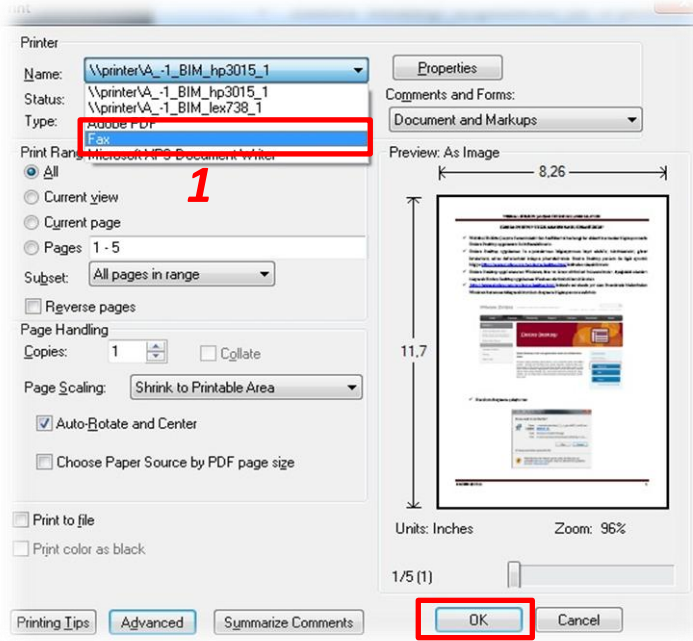 Printer
Name: \\printer\A_-1_BIM_hp3015_1
\\printer\A_-1_BIM_hp3015_1
\\printer\A_-1_BIM_lex738_1
Adobe PDF
Fax
Microsoft XPS Document Writer
Status:
Type:
Properties
Comments and Forms:
Document and Markups
Print Rang
1
All
Current view
Current page
Pages 1 - 5
Subset: All pages in range
Reverse pages
Page Handling
Copies: 1 Collate
Page Scaling: Shrink to Printable Area
Auto-Rotate and Center
Choose Paper Source by PDF page size
Print to file
Print color as black
Preview: As Image
8,26
11,7
Units: Inches Zoom: 96%
1/5 (1)
Printing Tips Advanced Summarize Comments OK Cancel